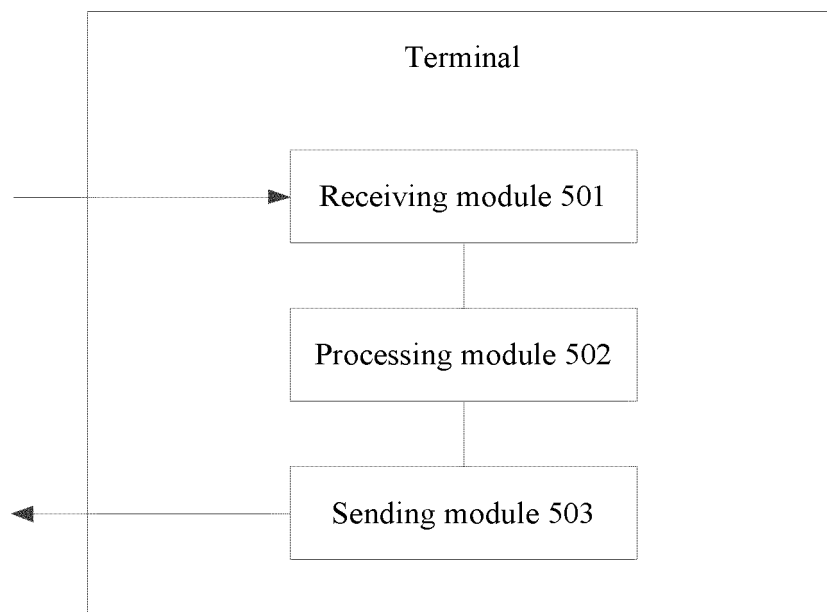 Terminal
Receiving module 501
Processing module 502
Sending module 503